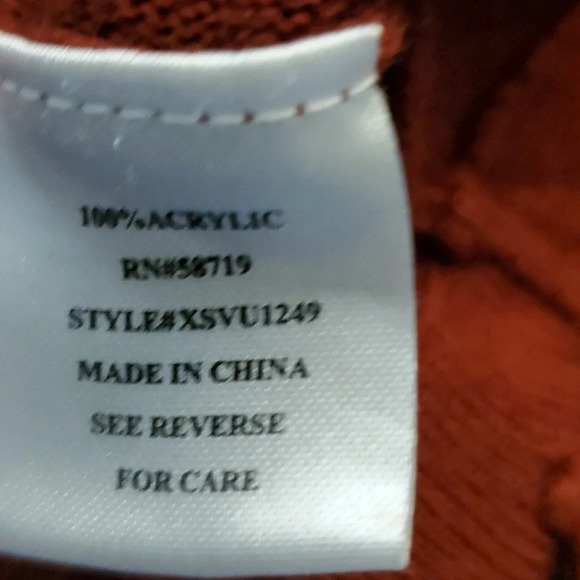 100%ACRYLIC
RN#58719
STYLE#XSVU1249
MADE IN CHINA
SEE REVERSE
FOR CARE